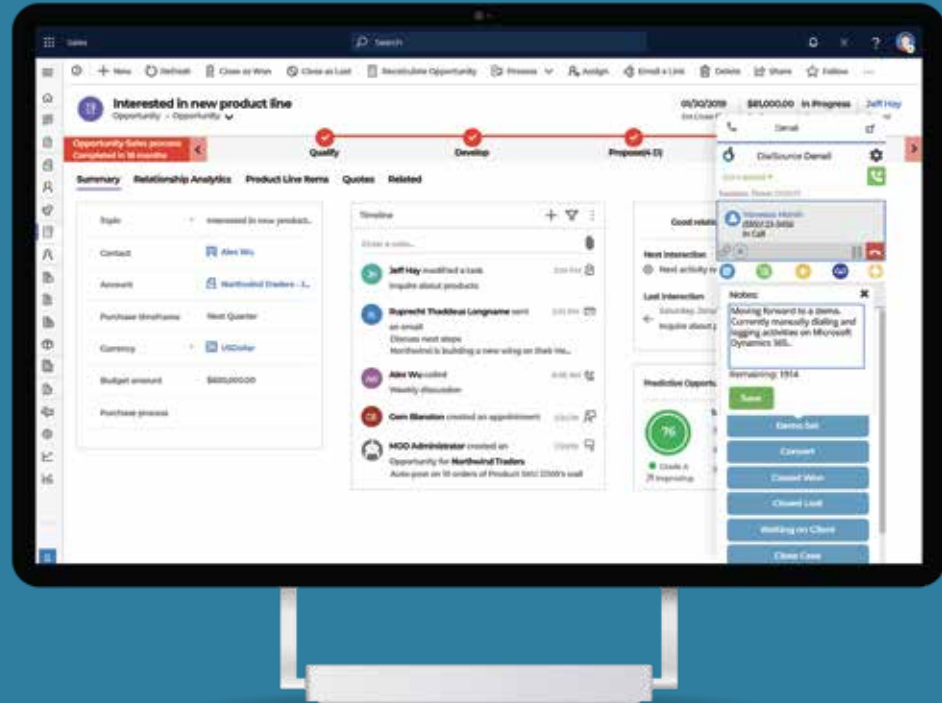 Sales
Search
?
+ New
Refresh
Close as Won
Close as Lost
Recalculate Opportunity
Process
Assign
Email a Link
Delete
Share
Follow
Interested in new product line
Opportunity • Opportunity
01/30/2019
$81,000.00
In Progress
Jeff Hay
Opportunity Sales process
Completed in 18 months
Qualify
Develop
Summary
Relationship Analytics
Product Line Items
Quotes
Related
Topic
Interested in new product...
Contact
Alex Wu
Account
Northwind Traders -
Purchase timeframe
Next Quarter
Currency
USDollar
Budget amount
Purchase process
Timeline
Enter a note...
Jeff Hay modified a task
Inquire about products
Ruprecht Thaddeus Longname sent
an email
Discuss next steps
Northwind is building a new wing on their
Alex Wu called
Weekly discussion
Cem created an appointment
MOD Administrator created an
Opportunity for Northwind Traders
Next interaction
Next activity
Last interaction
Saturday,
Inquire about
Predictive
76
Improving
Denali
DialSource Denali
In Call
Notes:
Moving forward to a demo.
Currently manually dialing and
logging activities on Microsoft
Dynamics 365.
Remaining: 1914
Save
Demo Set
Convert
Closed Won
Closed Lost
Waiting on Client
Close Case